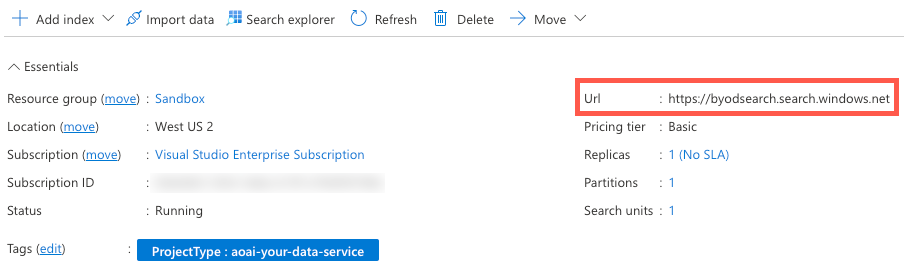 Add index Import data Search explorer Refresh Delete Move
Essentials
Resource group (move) : Sandbox
Url : https://byodsearch.search.windows.net
Location (move) : West US 2
Pricing tier : Basic
Subscription (move) : Visual Studio Enterprise Subscription
Replicas : 1 (No SLA)
Subscription ID :
Partitions : 1
Status : Running
Search units : 1
Tags (edit) : ProjectType : aoai-your-data-service